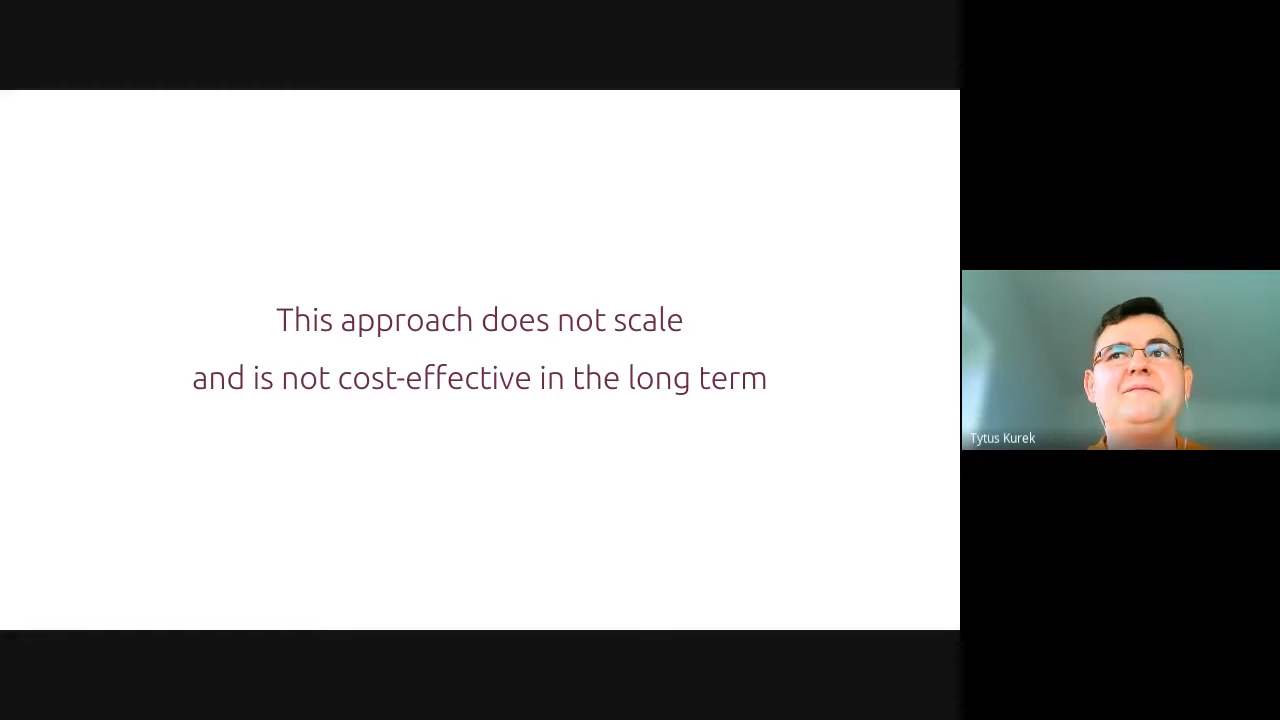 This approach does not scale
and is not cost-effective in the long term
Tytus Kurek